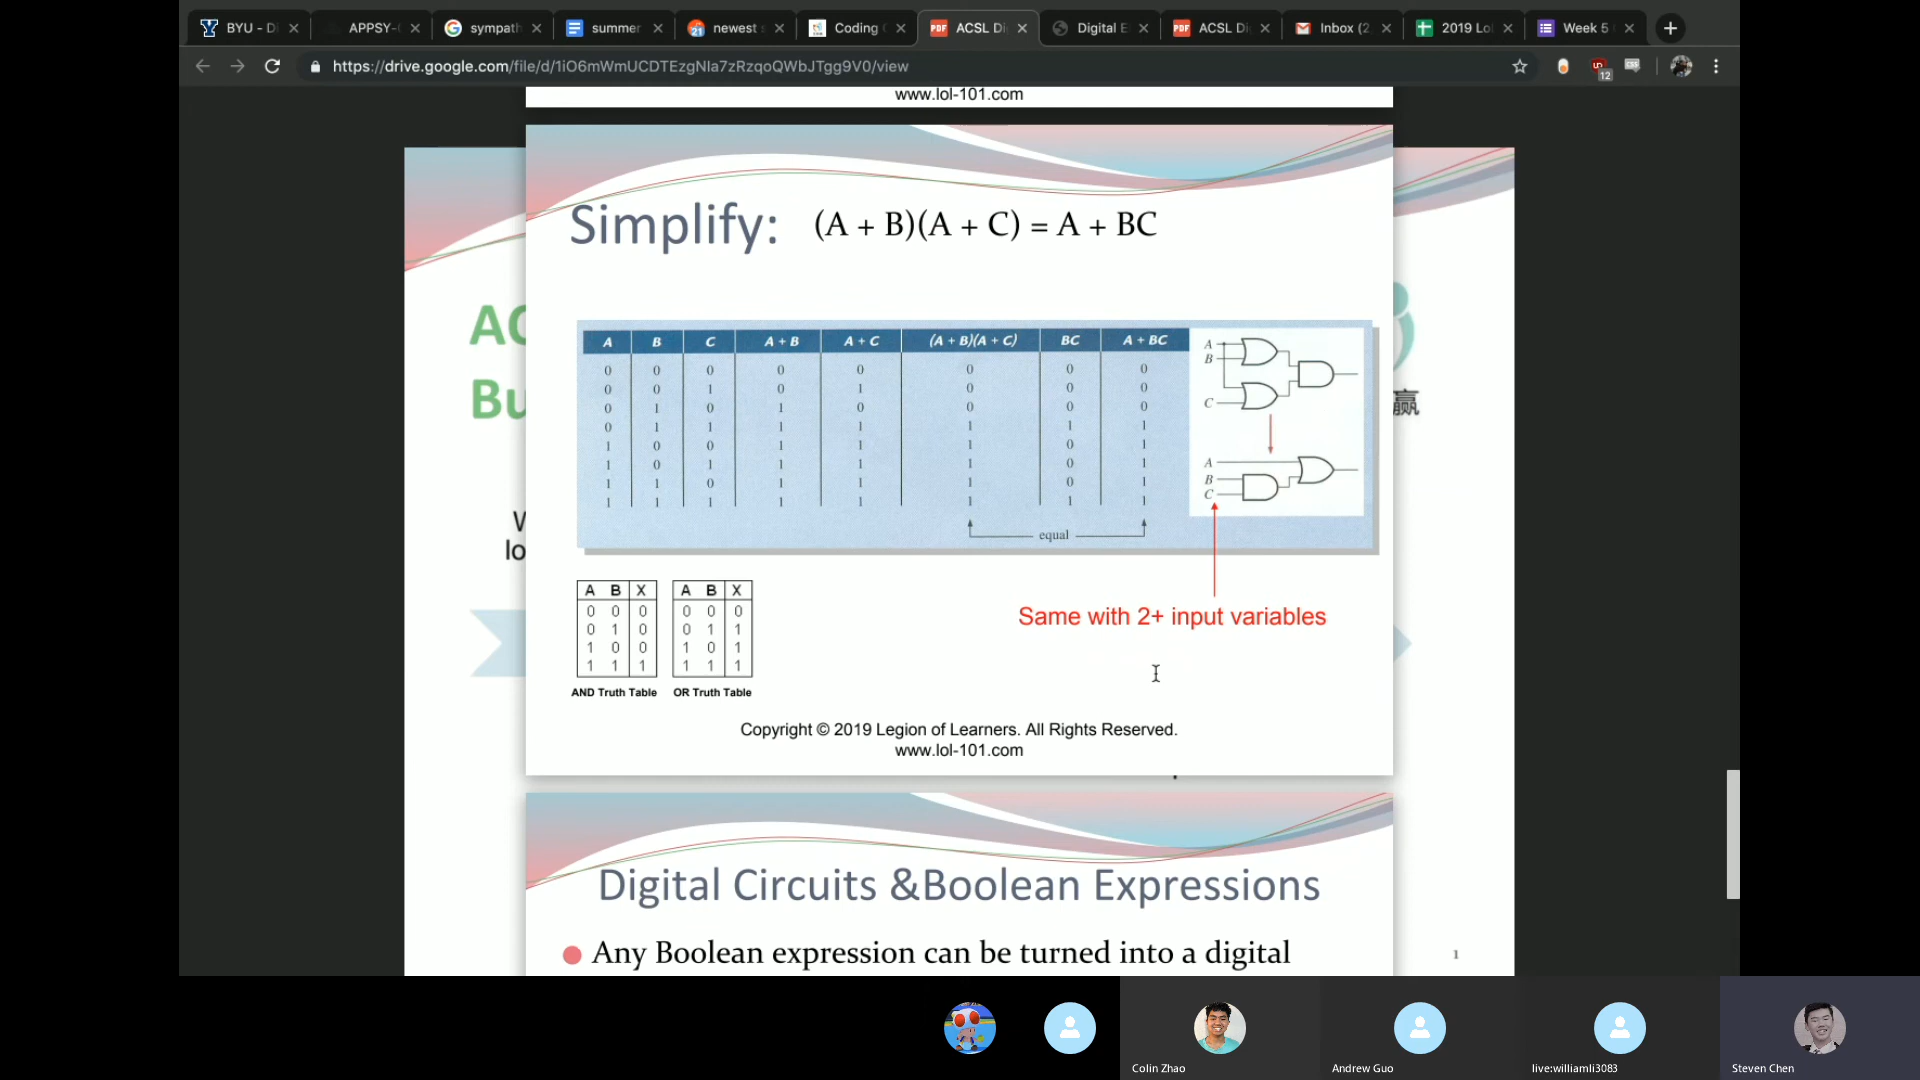 BYU - D
APPSY-
sympath
summer
newest
Coding
ACSL Di
Digital E
ACSL Di
Inbox (2
2019 Lo
Week 5
https://drive.google.com/file/d/1iO6mWmUCDTEzgNla7zRzqoQWbJTgg9V0/view
12
www.lol-101.com
Simplify: (A + B)(A + C) = A + BC
A B C A + B A + C (A + B)(A + C) BC A + BC
0 0 0 0 0 0 0 0
0 0 1 0 1 0 0 0
0 1 0 1 0 0 0 0
0 1 1 1 1 1 1 1
1 0 0 1 1 1 0 1
1 0 1 1 1 1 0 1
1 1 0 1 1 1 0 1
1 1 1 1 1 1 1 1
equal
A
B
C
A
B
C
Same with 2+ input variables
A B X
0 0 0
0 1 0
1 0 0
1 1 1
AND Truth Table
A B X
0 0 0
0 1 1
1 0 1
1 1 1
OR Truth Table
Copyright © 2019 Legion of Learners. All Rights Reserved.
www.lol-101.com
Digital Circuits &Boolean Expressions
Any Boolean expression can be turned into a digital
AC
Bu
W
lo
赢
1
Colin Zhao
Andrew Guo
live:williamli3083
Steven Chen